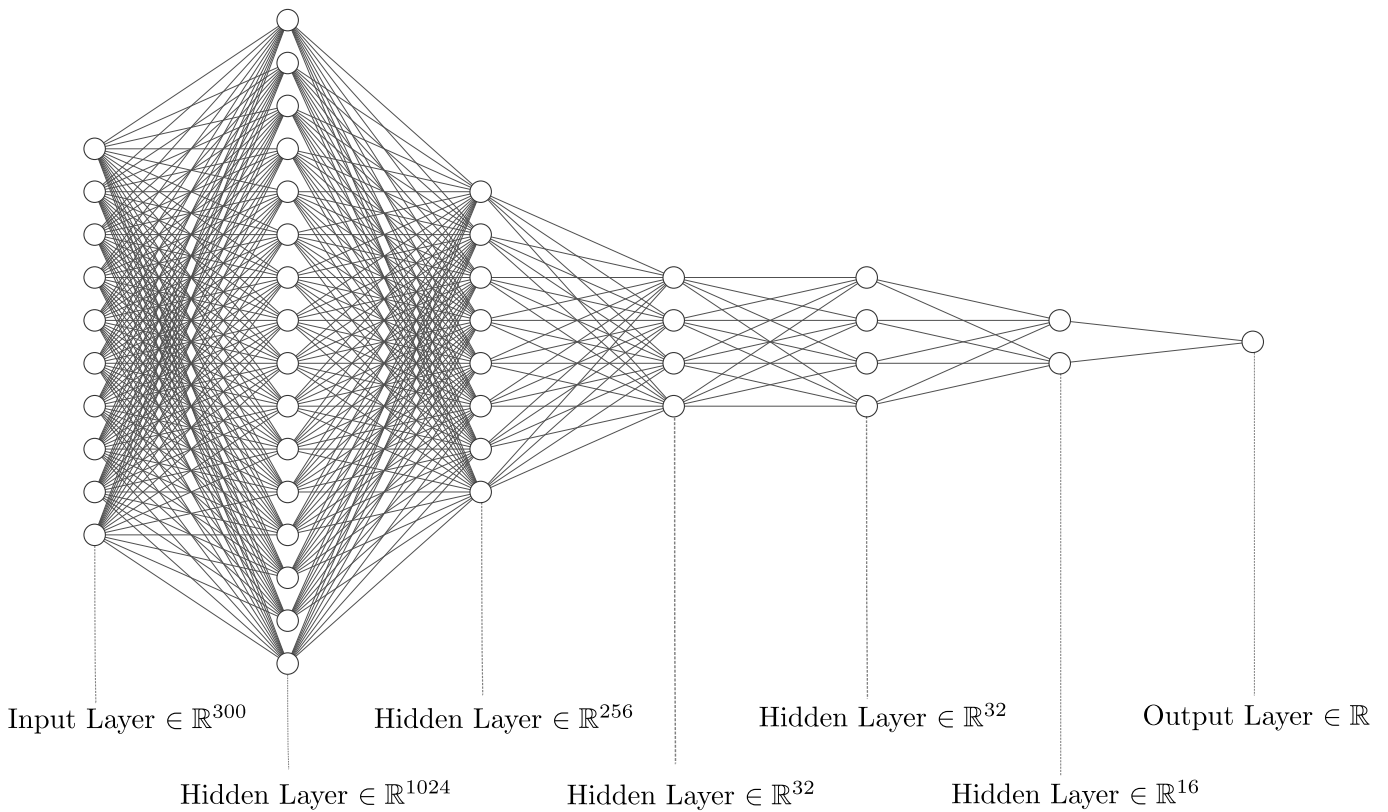 Input Layer ∈ ℝ³⁰⁰
Hidden Layer ∈ ℝ¹⁰²⁴
Hidden Layer ∈ ℝ²⁵⁶
Hidden Layer ∈ ℝ³²
Hidden Layer ∈ ℝ³²
Hidden Layer ∈ ℝ¹⁶
Output Layer ∈ ℝ